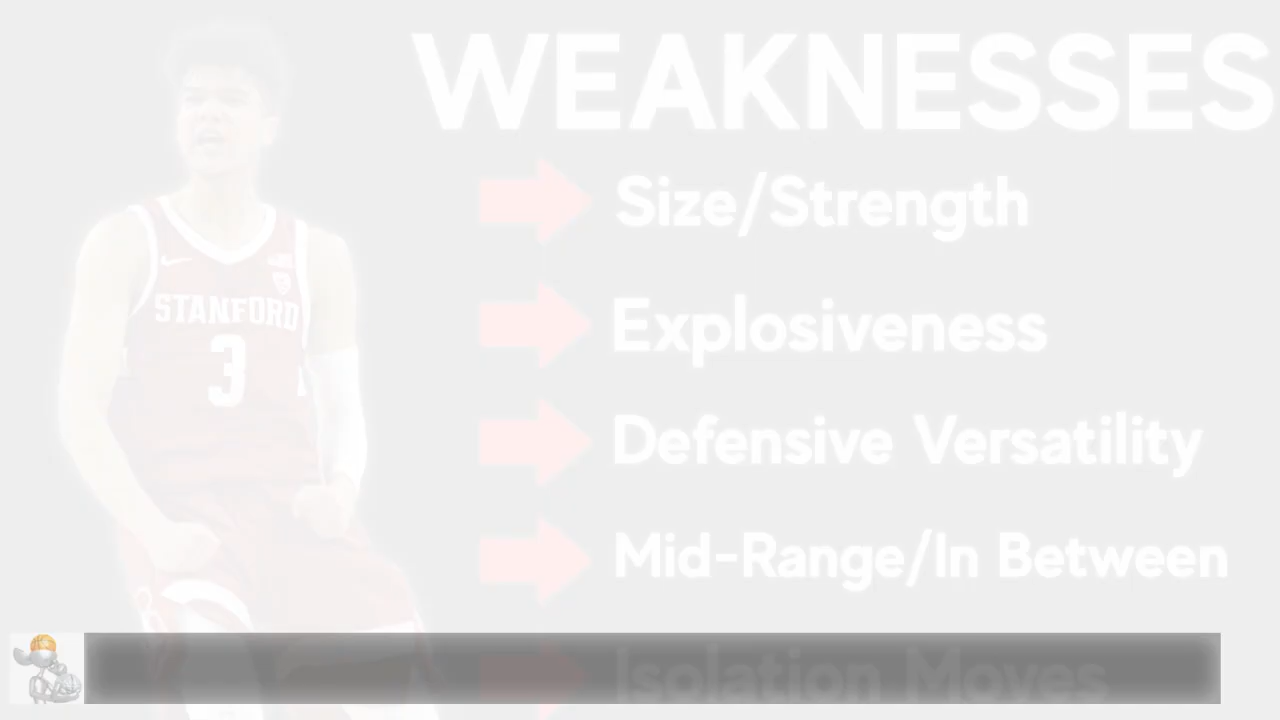 WEAKNESSES
Size/Strength
Explosiveness
Defensive Versatility
STANFORD
3
Mid-Range/In Between
Isolation Moves